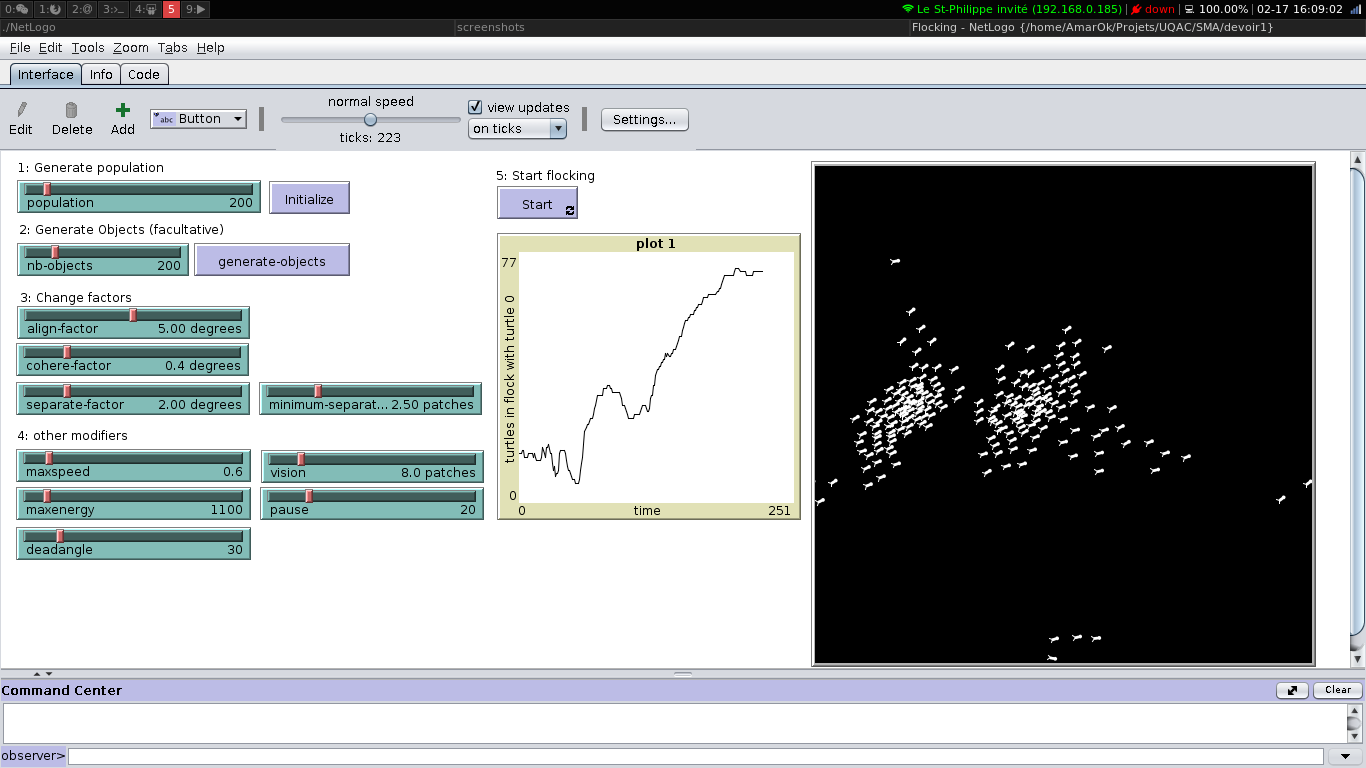 0: 1: 2:@ 3:>_ 4: 5 9: Le St-Philippe invité (192.168.0.185) | down | 100.00% | 02-17 16:09:02
./NetLogo screenshots Flocking - NetLogo {/home/AmarOk/Projets/UQAC/SMA/devoir1}
File Edit Tools Zoom Tabs Help
Interface Info Code
Edit Delete Add abc Button
normal speed
ticks: 223
view updates
on ticks
Settings...
1: Generate population
population 200
Initialize
2: Generate Objects (facultative)
nb-objects 200
generate-objects
3: Change factors
align-factor 5.00 degrees
cohere-factor 0.4 degrees
separate-factor 2.00 degrees
minimum-separat... 2.50 patches
4: other modifiers
maxspeed 0.6
vision 8.0 patches
maxenergy 1100
pause 20
deadangle 30
5: Start flocking
Start
plot 1
77
turtles in flock with turtle 0
0
0 time 251
Command Center
Clear
observer>